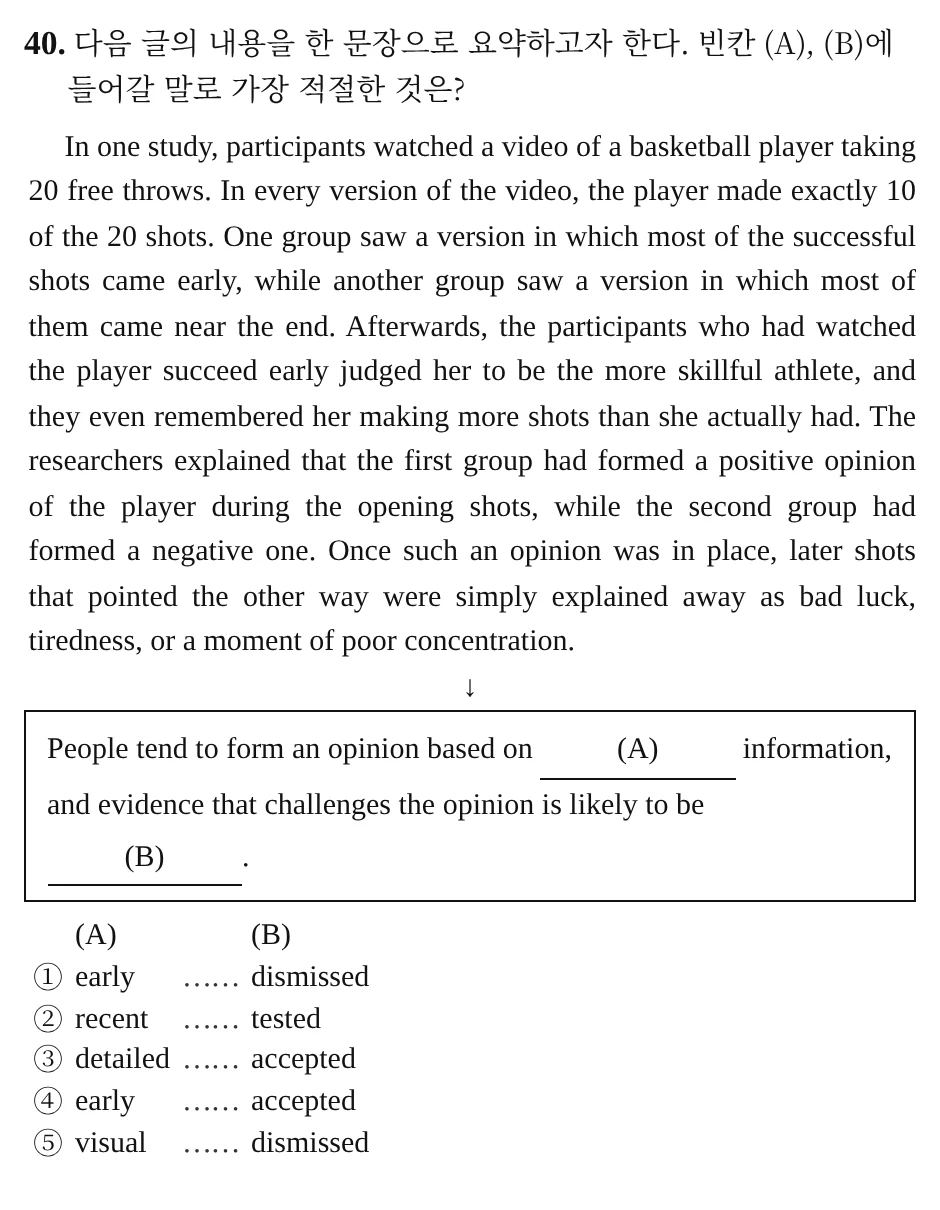 40. 다음 글의 내용을 한 문장으로 요약하고자 한다. 빈칸 (A), (B)에
들어갈 말로 가장 적절한 것은?
In one study, participants watched a video of a basketball player taking
20 free throws. In every version of the video, the player made exactly 10
of the 20 shots. One group saw a version in which most of the successful
shots came early, while another group saw a version in which most of
them came near the end. Afterwards, the participants who had watched
the player succeed early judged her to be the more skillful athlete, and
they even remembered her making more shots than she actually had. The
researchers explained that the first group had formed a positive opinion
of the player during the opening shots, while the second group had
formed a negative one. Once such an opinion was in place, later shots
that pointed the other way were simply explained away as bad luck,
tiredness, or a moment of poor concentration.
↓
People tend to form an opinion based on (A) information,
and evidence that challenges the opinion is likely to be
(B).
(A) (B)
① early …… dismissed
② recent …… tested
③ detailed …… accepted
④ early …… accepted
⑤ visual …… dismissed